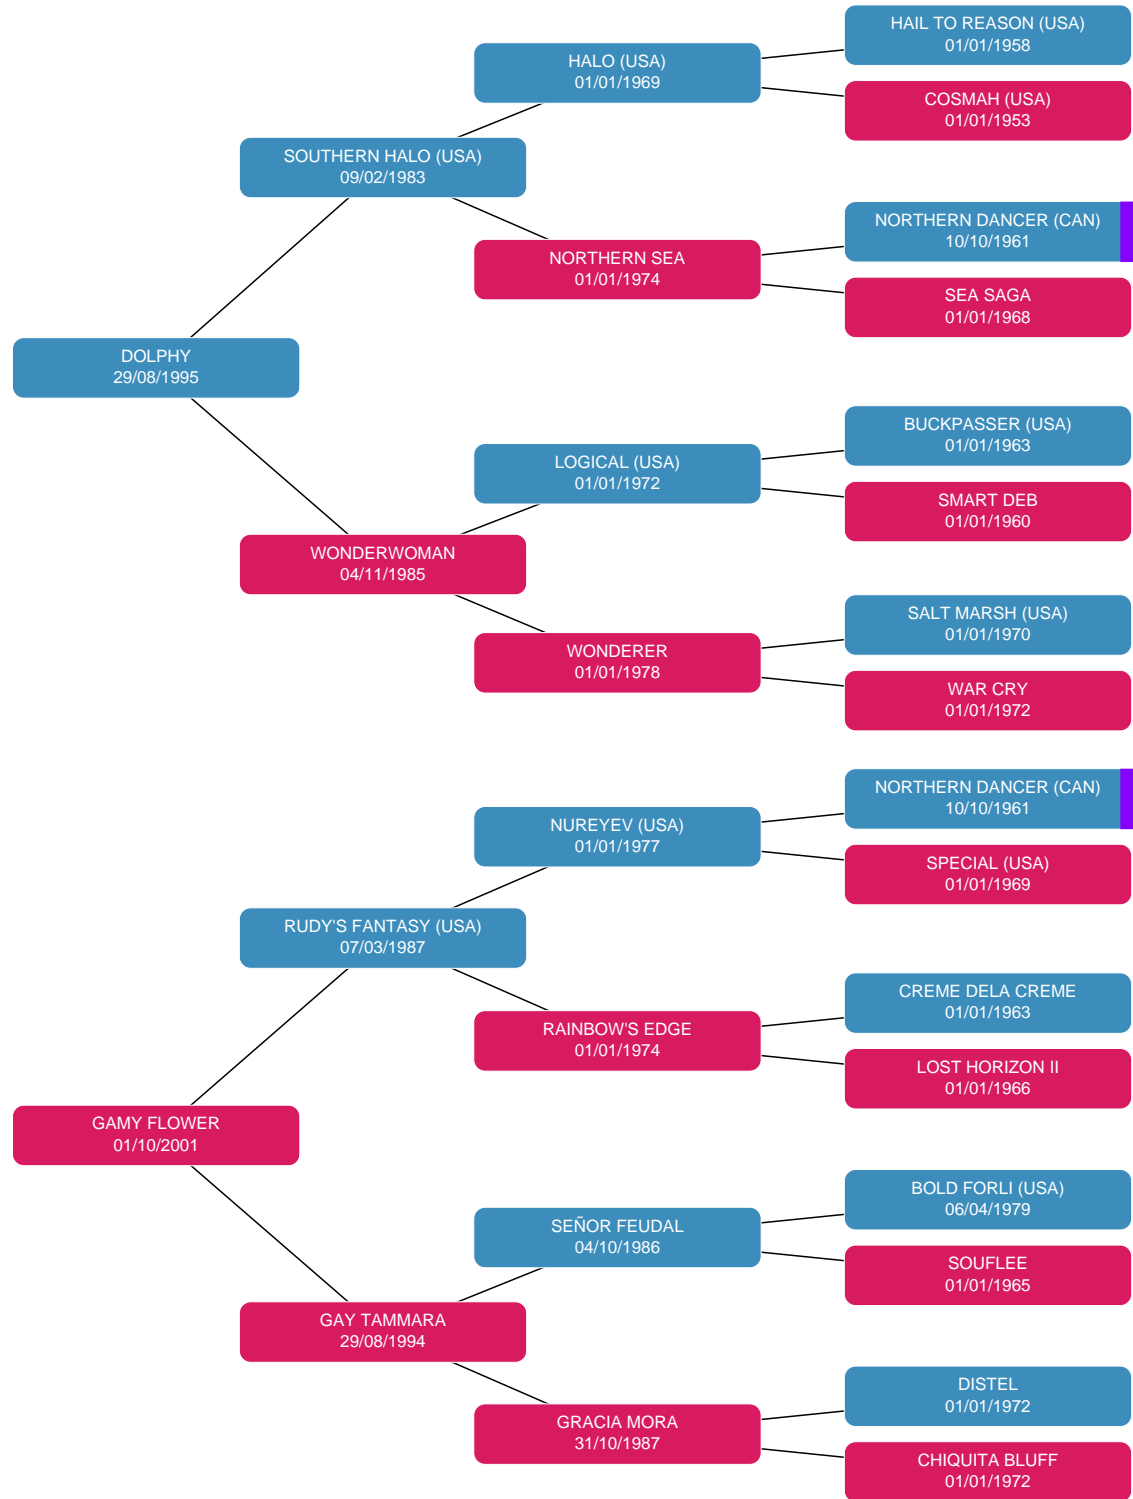 HAIL TO REASON (USA)
01/01/1958
HALO (USA)
01/01/1969
COSMAH (USA)
01/01/1953
SOUTHERN HALO (USA)
09/02/1983
NORTHERN DANCER (CAN)
10/10/1961
NORTHERN SEA
01/01/1974
SEA SAGA
01/01/1968
DOLPHY
29/08/1995
BUCKPASSER (USA)
01/01/1963
LOGICAL (USA)
01/01/1972
SMART DEB
01/01/1960
WONDERWOMAN
04/11/1985
SALT MARSH (USA)
01/01/1970
WONDERER
01/01/1978
WAR CRY
01/01/1972
NORTHERN DANCER (CAN)
10/10/1961
NUREYEV (USA)
01/01/1977
SPECIAL (USA)
01/01/1969
RUDY'S FANTASY (USA)
07/03/1987
CREME DELA CREME
01/01/1963
RAINBOW'S EDGE
01/01/1974
LOST HORIZON II
01/01/1966
GAMY FLOWER
01/10/2001
BOLD FORLI (USA)
06/04/1979
SEÑOR FEUDAL
04/10/1986
SOUFLEE
01/01/1965
GAY TAMMARA
29/08/1994
DISTEL
01/01/1972
GRACIA MORA
31/10/1987
CHIQUITA BLUFF
01/01/1972